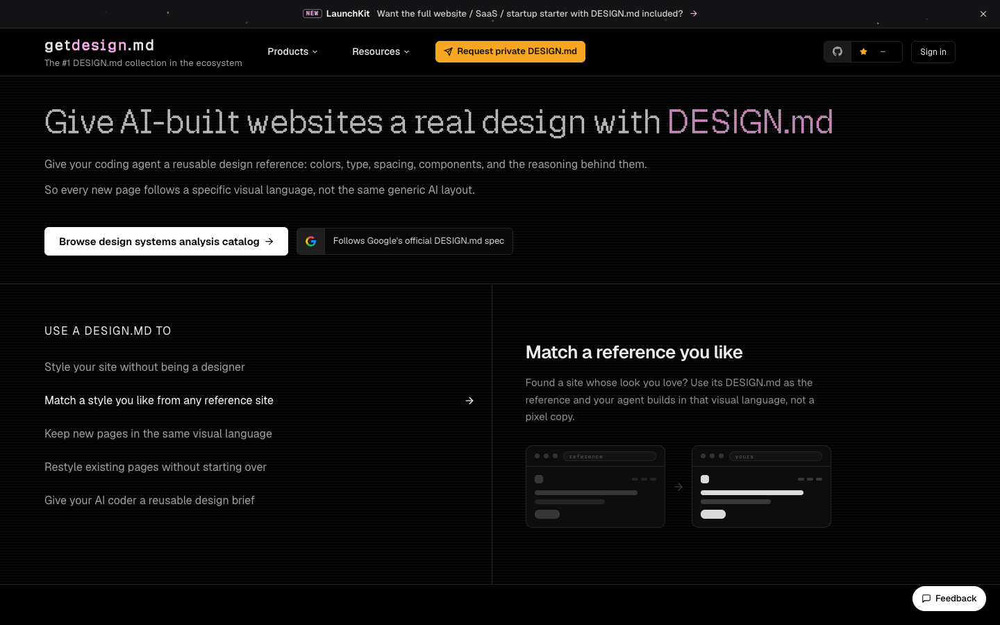 NEW LaunchKit Want the full website / SaaS / startup starter with DESIGN.md included? →
getdesign.md
The #1 DESIGN.md collection in the ecosystem
Products
Resources
Request private DESIGN.md
–
Sign in
Give AI-built websites a real design with DESIGN.md
Give your coding agent a reusable design reference: colors, type, spacing, components, and the reasoning behind them.
So every new page follows a specific visual language, not the same generic AI layout.
Browse design systems analysis catalog →
Follows Google's official DESIGN.md spec
USE A DESIGN.MD TO
Style your site without being a designer
Match a style you like from any reference site →
Keep new pages in the same visual language
Restyle existing pages without starting over
Give your AI coder a reusable design brief
Match a reference you like
Found a site whose look you love? Use its DESIGN.md as the
reference and your agent builds in that visual language, not a
pixel copy.
reference
→
yours
Feedback